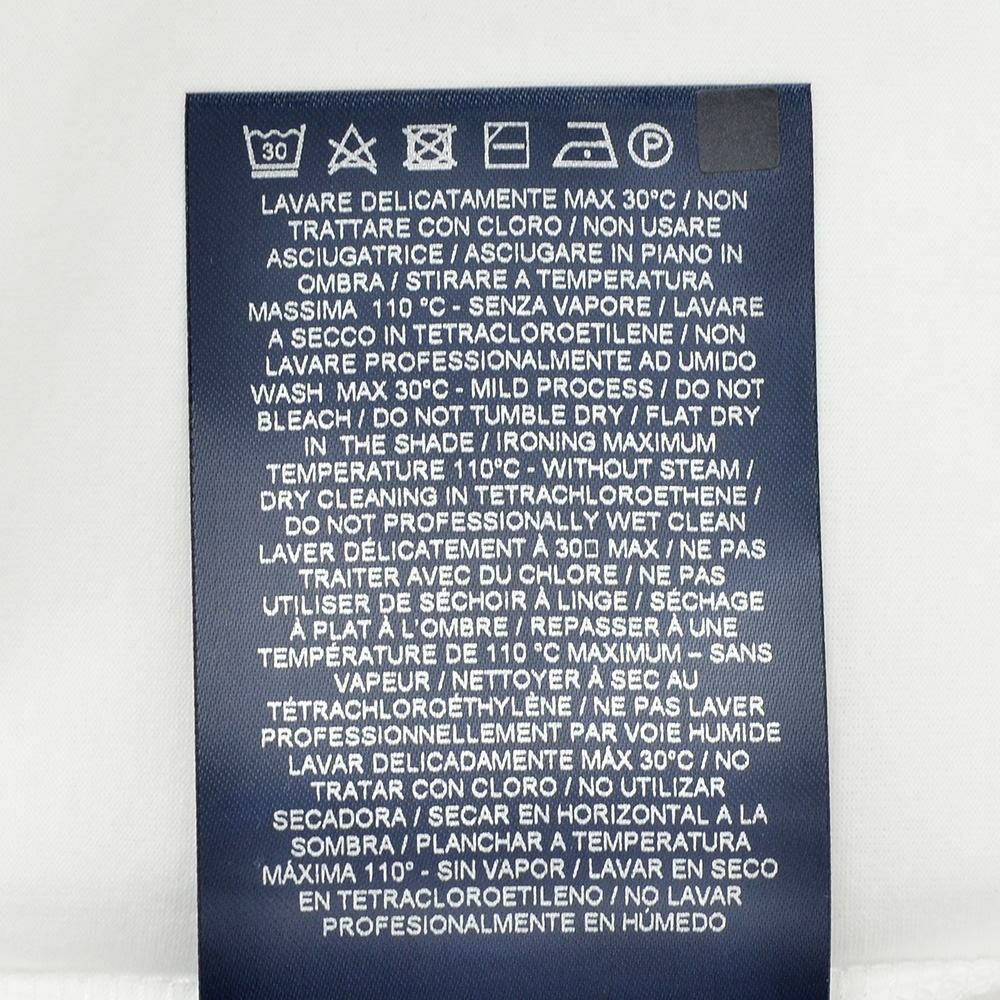 30 P
LAVARE DELICATAMENTE MAX 30°C / NON
TRATTARE CON CLORO / NON USARE
ASCIUGATRICE / ASCIUGARE IN PIANO IN
OMBRA / STIRARE A TEMPERATURA
MASSIMA 110 °C - SENZA VAPORE / LAVARE
A SECCO IN TETRACLOROETILENE / NON
LAVARE PROFESSIONALMENTE AD UMIDO
WASH MAX 30°C - MILD PROCESS / DO NOT
BLEACH / DO NOT TUMBLE DRY / FLAT DRY
IN THE SHADE / IRONING MAXIMUM
TEMPERATURE 110°C - WITHOUT STEAM /
DRY CLEANING IN TETRACHLOROETHENE /
DO NOT PROFESSIONALLY WET CLEAN
LAVER DÉLICATEMENT À 30□ MAX / NE PAS
TRAITER AVEC DU CHLORE / NE PAS
UTILISER DE SÉCHOIR À LINGE / SÉCHAGE
À PLAT À L'OMBRE / REPASSER À UNE
TEMPÉRATURE DE 110 °C MAXIMUM – SANS
VAPEUR / NETTOYER À SEC AU
TÉTRACHLOROÉTHYLÈNE / NE PAS LAVER
PROFESSIONNELLEMENT PAR VOIE HUMIDE
LAVAR DELICADAMENTE MÁX 30°C / NO
TRATAR CON CLORO / NO UTILIZAR
SECADORA / SECAR EN HORIZONTAL A LA
SOMBRA / PLANCHAR A TEMPERATURA
MÁXIMA 110° - SIN VAPOR / LAVAR EN SECO
EN TETRACLOROETILENO / NO LAVAR
PROFESIONALMENTE EN HÚMEDO